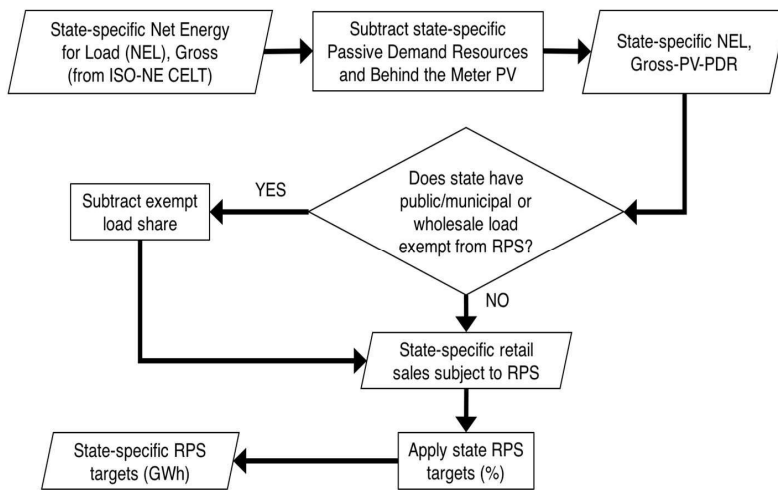 State-specific Net Energy
for Load (NEL), Gross
(from ISO-NE CELT)
Subtract state-specific
Passive Demand Resources
and Behind the Meter PV
State-specific NEL,
Gross-PV-PDR
Does state have
public/municipal or
wholesale load
exempt from RPS?
YES
Subtract exempt
load share
NO
State-specific retail
sales subject to RPS
Apply state RPS
targets (%)
State-specific RPS
targets (GWh)